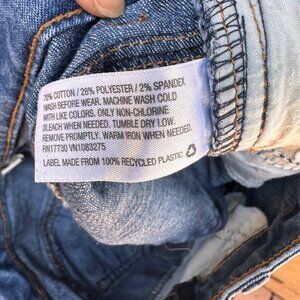 70% COTTON / 28% POLYESTER / 2% SPANDEX
WASH BEFORE WEAR. MACHINE WASH COLD
WITH LIKE COLORS. ONLY NON-CHLORINE
BLEACH WHEN NEEDED. TUMBLE DRY LOW.
REMOVE PROMPTLY. WARM IRON WHEN NEEDED.
RN17730 VN1083275
LABEL MADE FROM 100% RECYCLED PLASTIC